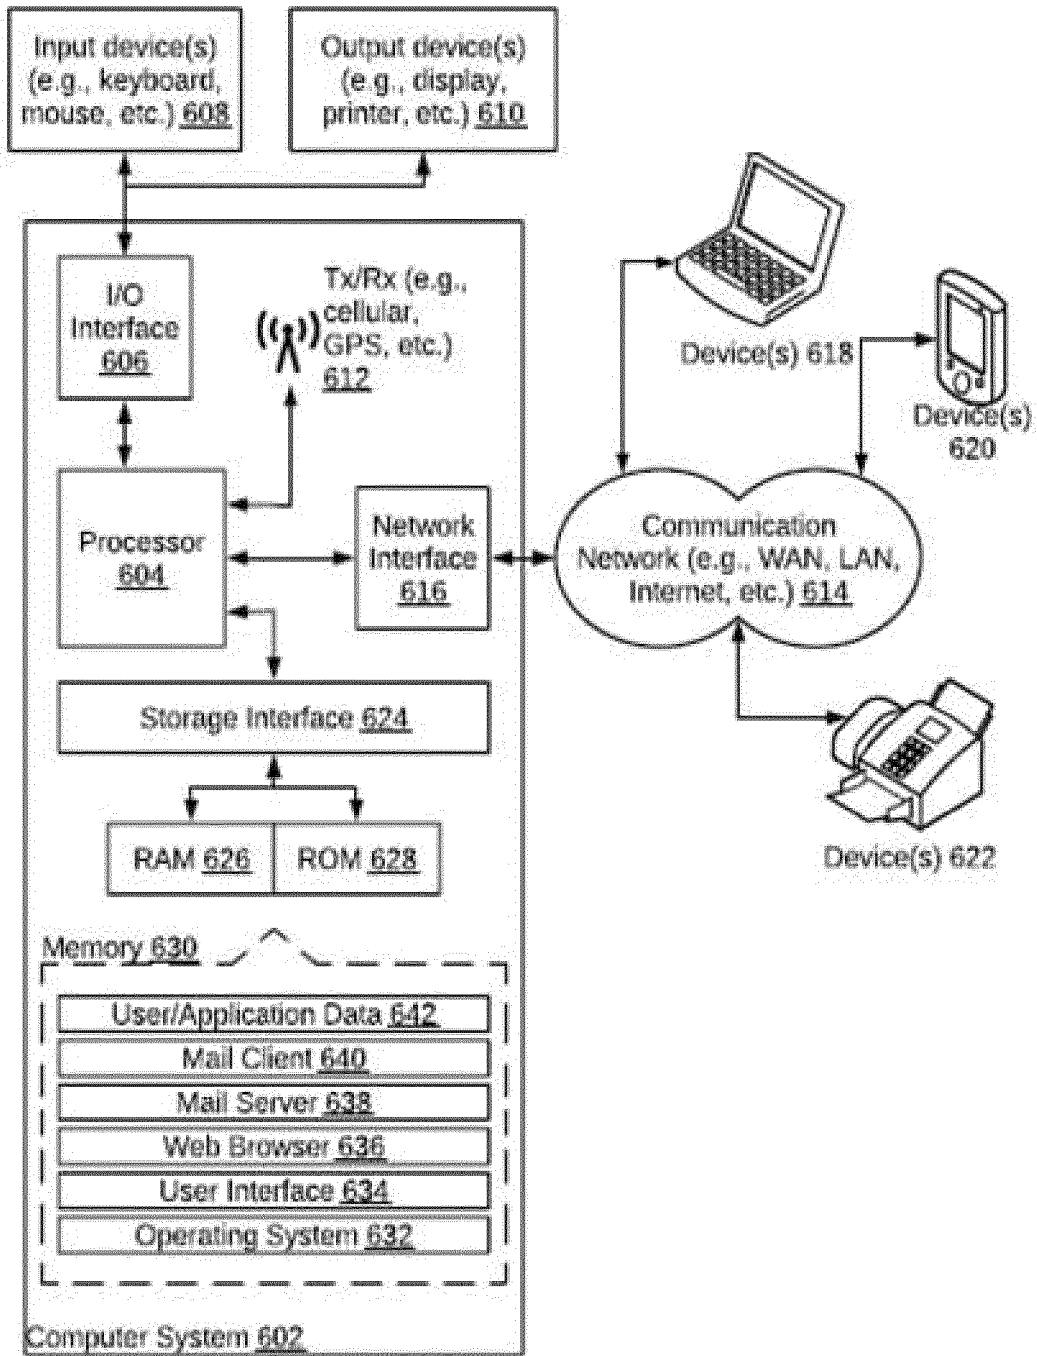 Input device(s)
(e.g., keyboard,
mouse, etc.) 608
Output device(s)
(e.g., display,
printer, etc.) 610
I/O
Interface
606
Tx/Rx (e.g.,
cellular,
GPS, etc.)
612
Device(s) 618
Device(s)
620
Processor
604
Network
Interface
616
Communication
Network (e.g., WAN, LAN,
Internet, etc.) 614
Storage Interface 624
RAM 626
ROM 628
Device(s) 622
Memory 630
User/Application Data 642
Mail Client 640
Mail Server 638
Web Browser 636
User Interface 634
Operating System 632
Computer System 602